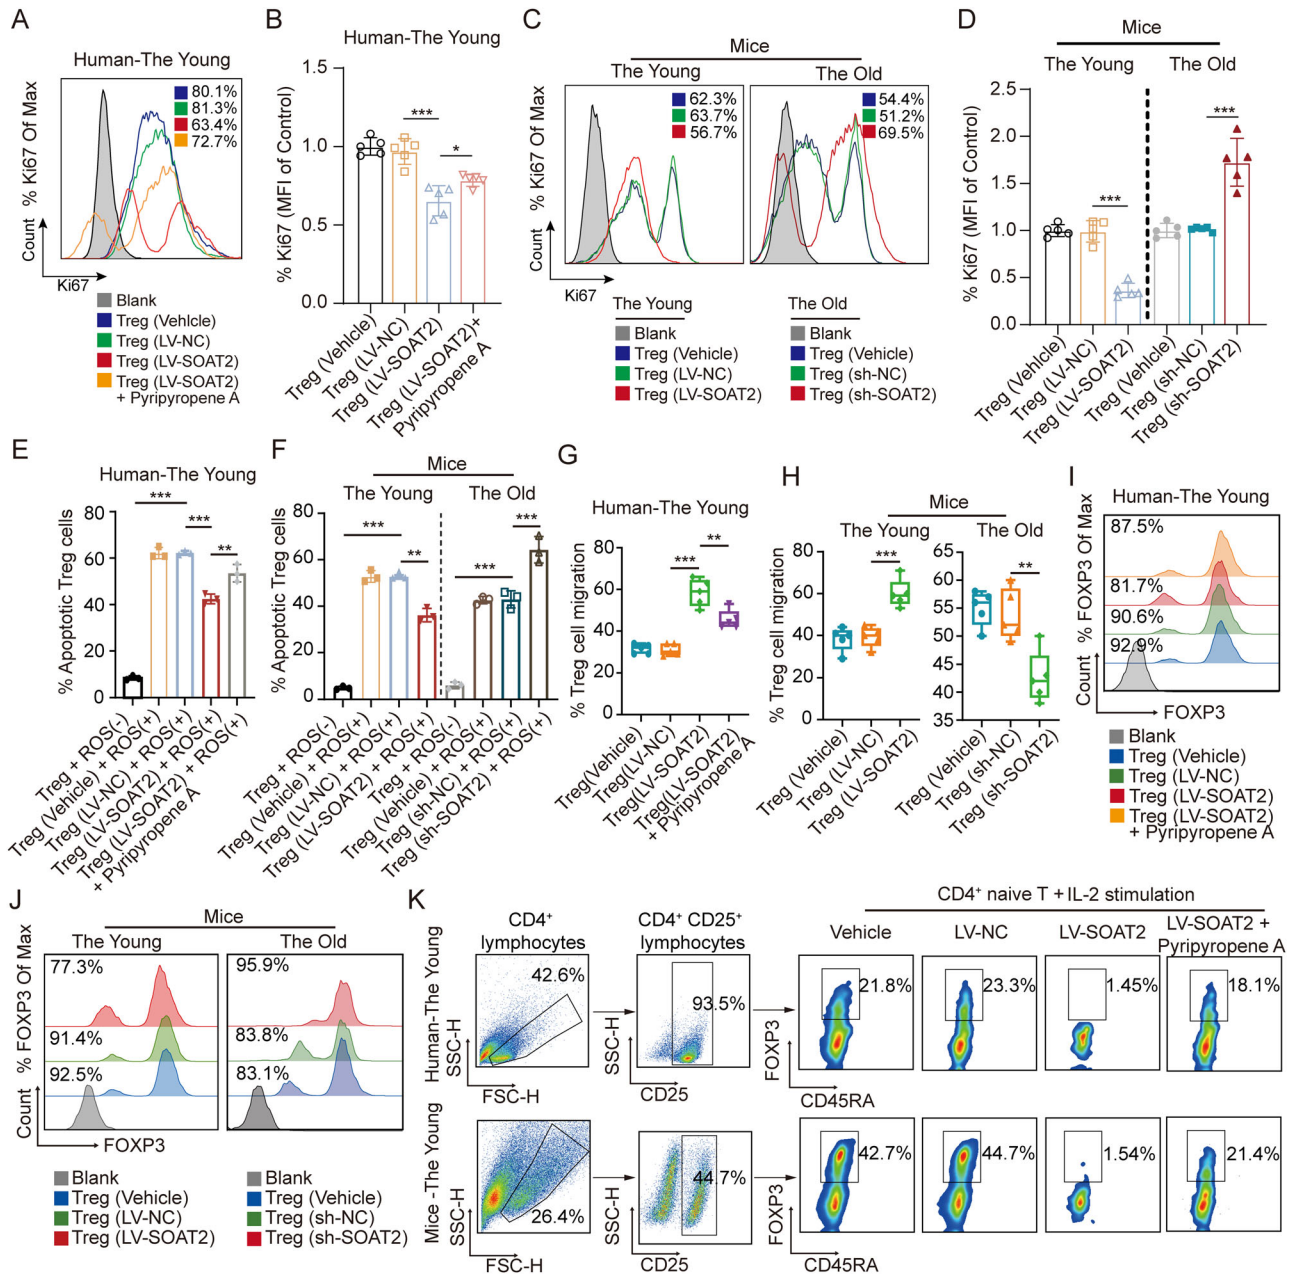 A
Human-The Young
% Ki67 Of Max
Count
80.1%
81.3%
63.4%
72.7%
Ki67
Blank
Treg (Vehlcle)
Treg (LV-NC)
Treg (LV-SOAT2)
Treg (LV-SOAT2)
+ Pyripyropene A
B
Human-The Young
% Ki67 (MFI of Control)
1.5
1.0
0.5
0.0
***
*
Treg (Vehicle)
Treg (LV-NC)
Treg (LV-SOAT2)
Treg (LV-SOAT2)+
Pyripyropene A
C
Mice
The Young
The Old
% Ki67 Of Max
Count
62.3%
63.7%
56.7%
54.4%
51.2%
69.5%
Ki67
The Young
Blank
Treg (Vehicle)
Treg (LV-NC)
Treg (LV-SOAT2)
The Old
Blank
Treg (Vehicle)
Treg (sh-NC)
Treg (sh-SOAT2)
D
Mice
The Young
The Old
% Ki67 (MFI of Control)
2.5
2.0
1.5
1.0
0.5
0.0
***
***
Treg (Vehicle)
Treg (LV-NC)
Treg (LV-SOAT2)
Treg (Vehicle)
Treg (sh-NC)
Treg (sh-SOAT2)
E
Human-The Young
% Apoptotic Treg cells
80
60
40
20
0
***
***
**
Treg + ROS(-)
Treg (Vehicle) + ROS(+)
Treg (LV-NC) + ROS(+)
Treg (LV-SOAT2) + ROS(+)
Treg (LV-SOAT2) + ROS(+)
+ Pyripyropene A
F
Mice
The Young
The Old
% Apoptotic Treg cells
80
60
40
20
0
***
**
***
***
Treg + ROS(-)
Treg (Vehicle) + ROS(+)
Treg (LV-NC) + ROS(+)
Treg (LV-SOAT2) + ROS(+)
Treg + ROS(-)
Treg (Vehicle) + ROS(+)
Treg (sh-NC) + ROS(+)
Treg (sh-SOAT2) + ROS(+)
G
Human-The Young
% Treg cell migration
80
60
40
20
0
***
**
Treg(Vehicle)
Treg(LV-NC)
Treg(LV-SOAT2)
Treg(LV-SOAT2)
+ Pyripyropene A
H
Mice
The Young
The Old
% Treg cell migration
80
60
40
20
0
***
65
60
55
50
45
40
35
**
Treg (Vehicle)
Treg (LV-NC)
Treg (LV-SOAT2)
Treg (Vehicle)
Treg (sh-NC)
Treg (sh-SOAT2)
I
Human-The Young
% FOXP3 Of Max
Count
87.5%
81.7%
90.6%
92.9%
FOXP3
Blank
Treg (Vehicle)
Treg (LV-NC)
Treg (LV-SOAT2)
Treg (LV-SOAT2)
+ Pyripyropene A
J
Mice
The Young
The Old
% FOXP3 Of Max
Count
77.3%
91.4%
92.5%
95.9%
83.8%
83.1%
FOXP3
Blank
Treg (Vehicle)
Treg (LV-NC)
Treg (LV-SOAT2)
Blank
Treg (Vehicle)
Treg (sh-NC)
Treg (sh-SOAT2)
K
CD4+ naive T + IL-2 stimulation
CD4+
lymphocytes
CD4+ CD25+
lymphocytes
Vehicle
LV-NC
LV-SOAT2
LV-SOAT2 +
Pyripyropene A
Human-The Young
SSC-H
42.6%
FSC-H
SSC-H
93.5%
CD25
FOXP3
21.8%
23.3%
1.45%
18.1%
CD45RA
Mice -The Young
SSC-H
26.4%
FSC-H
SSC-H
44.7%
CD25
FOXP3
42.7%
44.7%
1.54%
21.4%
CD45RA